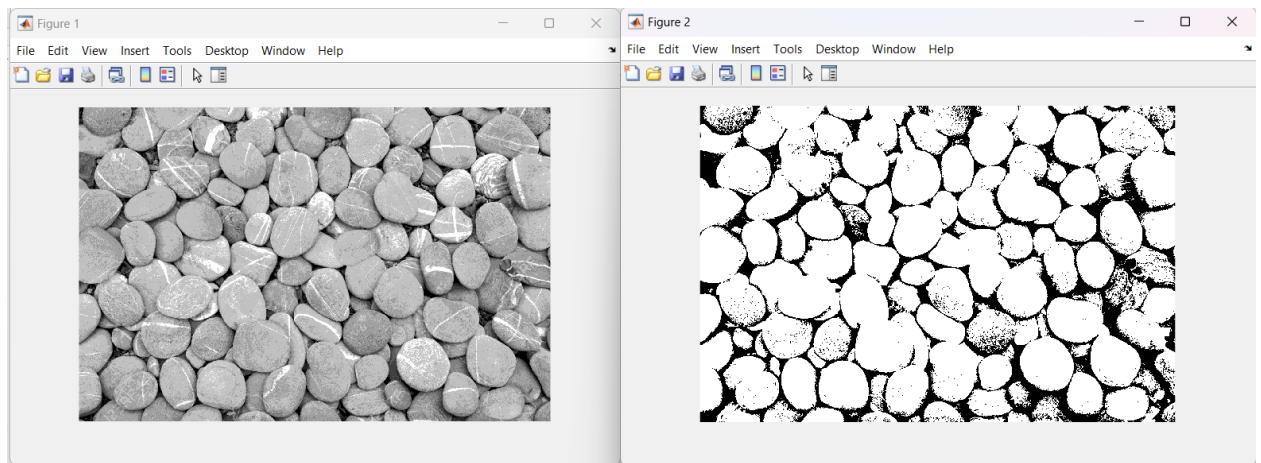 Figure 1
File Edit View Insert Tools Desktop Window Help
Figure 2
File Edit View Insert Tools Desktop Window Help